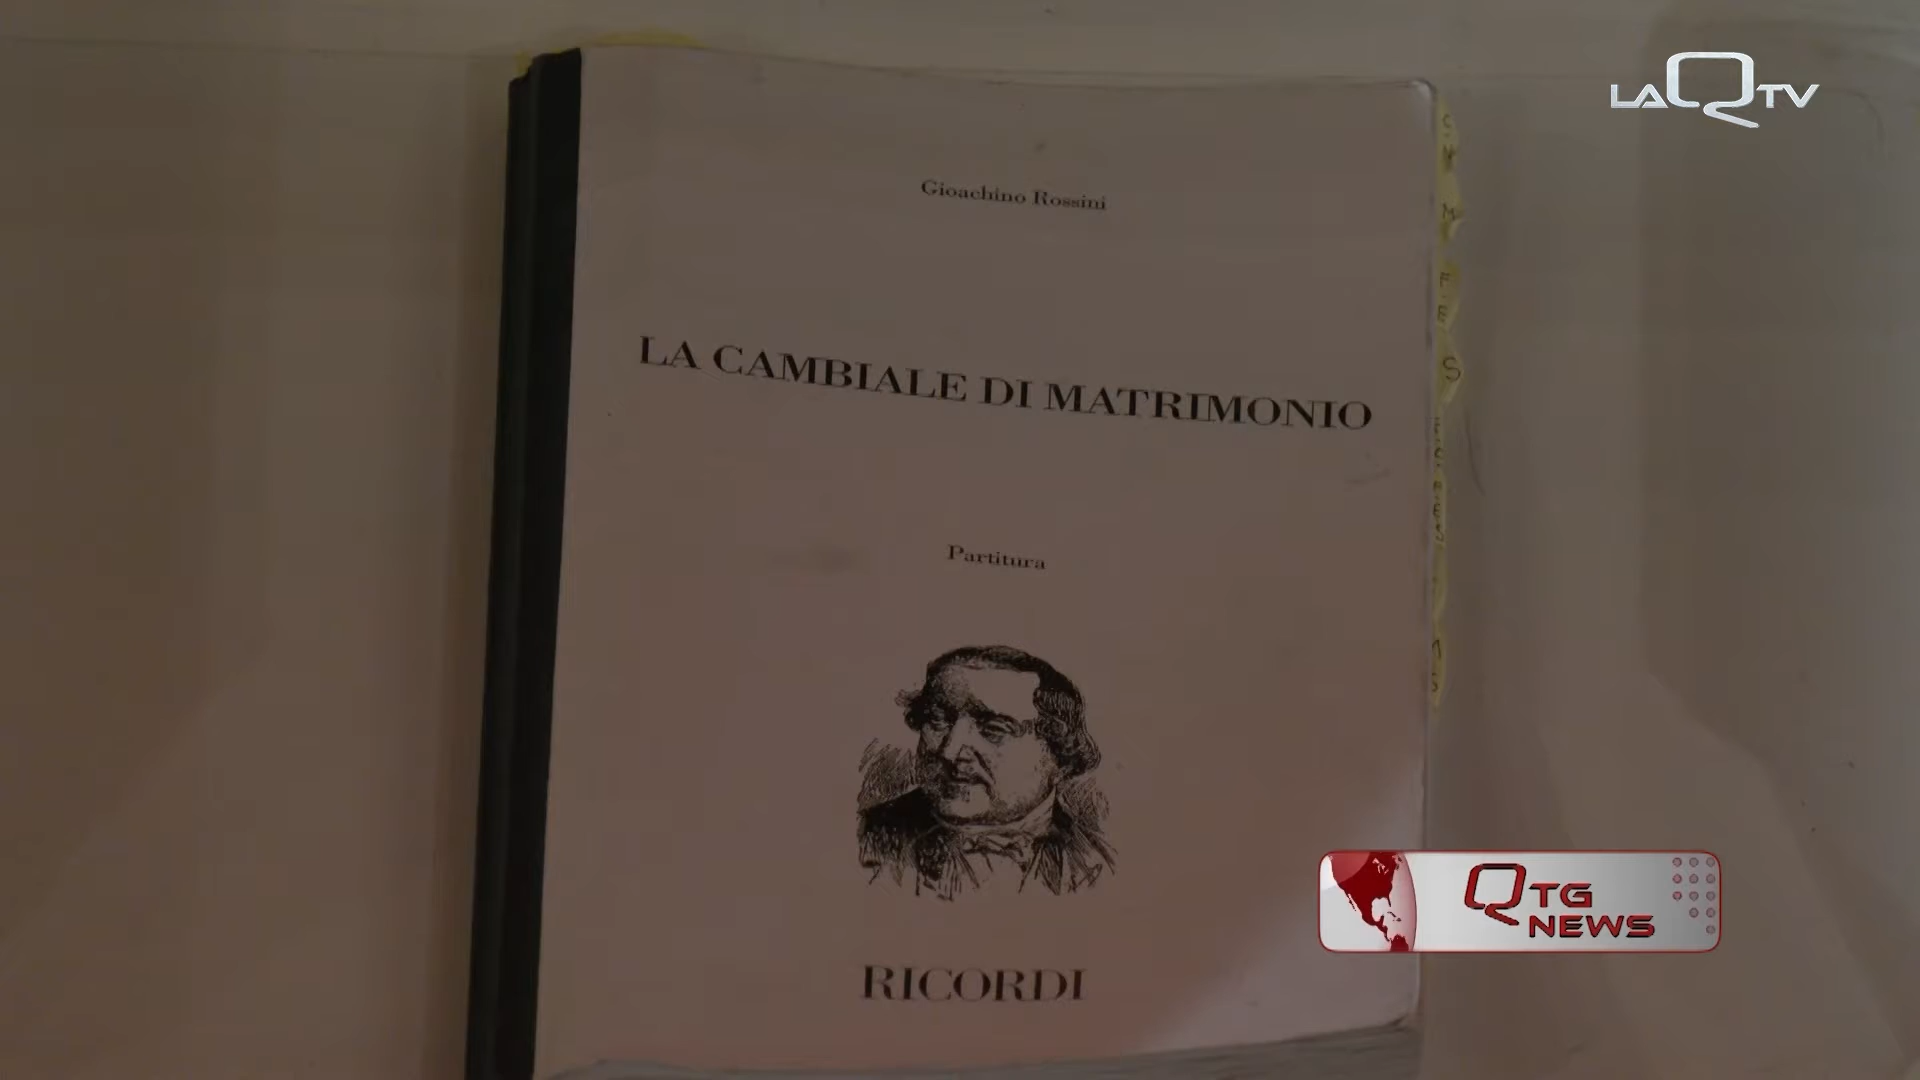 LAQTV
Gioachino Rossini
LA CAMBIALE DI MATRIMONIO
Partitura
RICORDI
QTG
NEWS